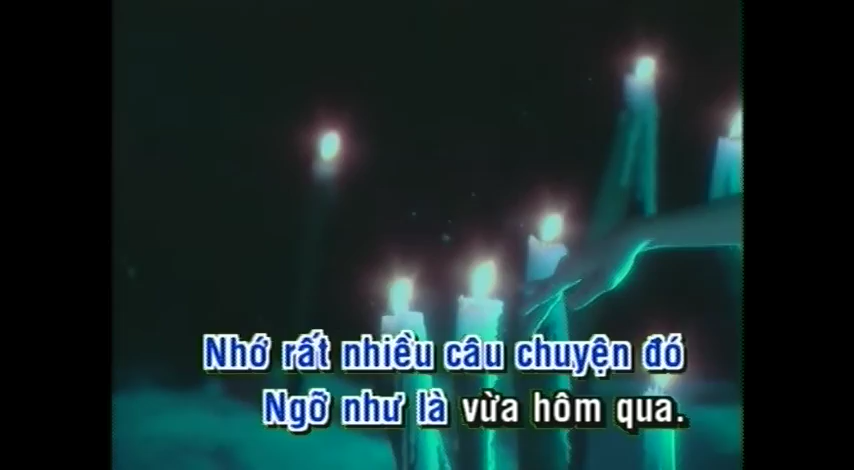 Nhớ rất nhiều câu chuyện đó
Ngỡ như là vừa hôm qua.